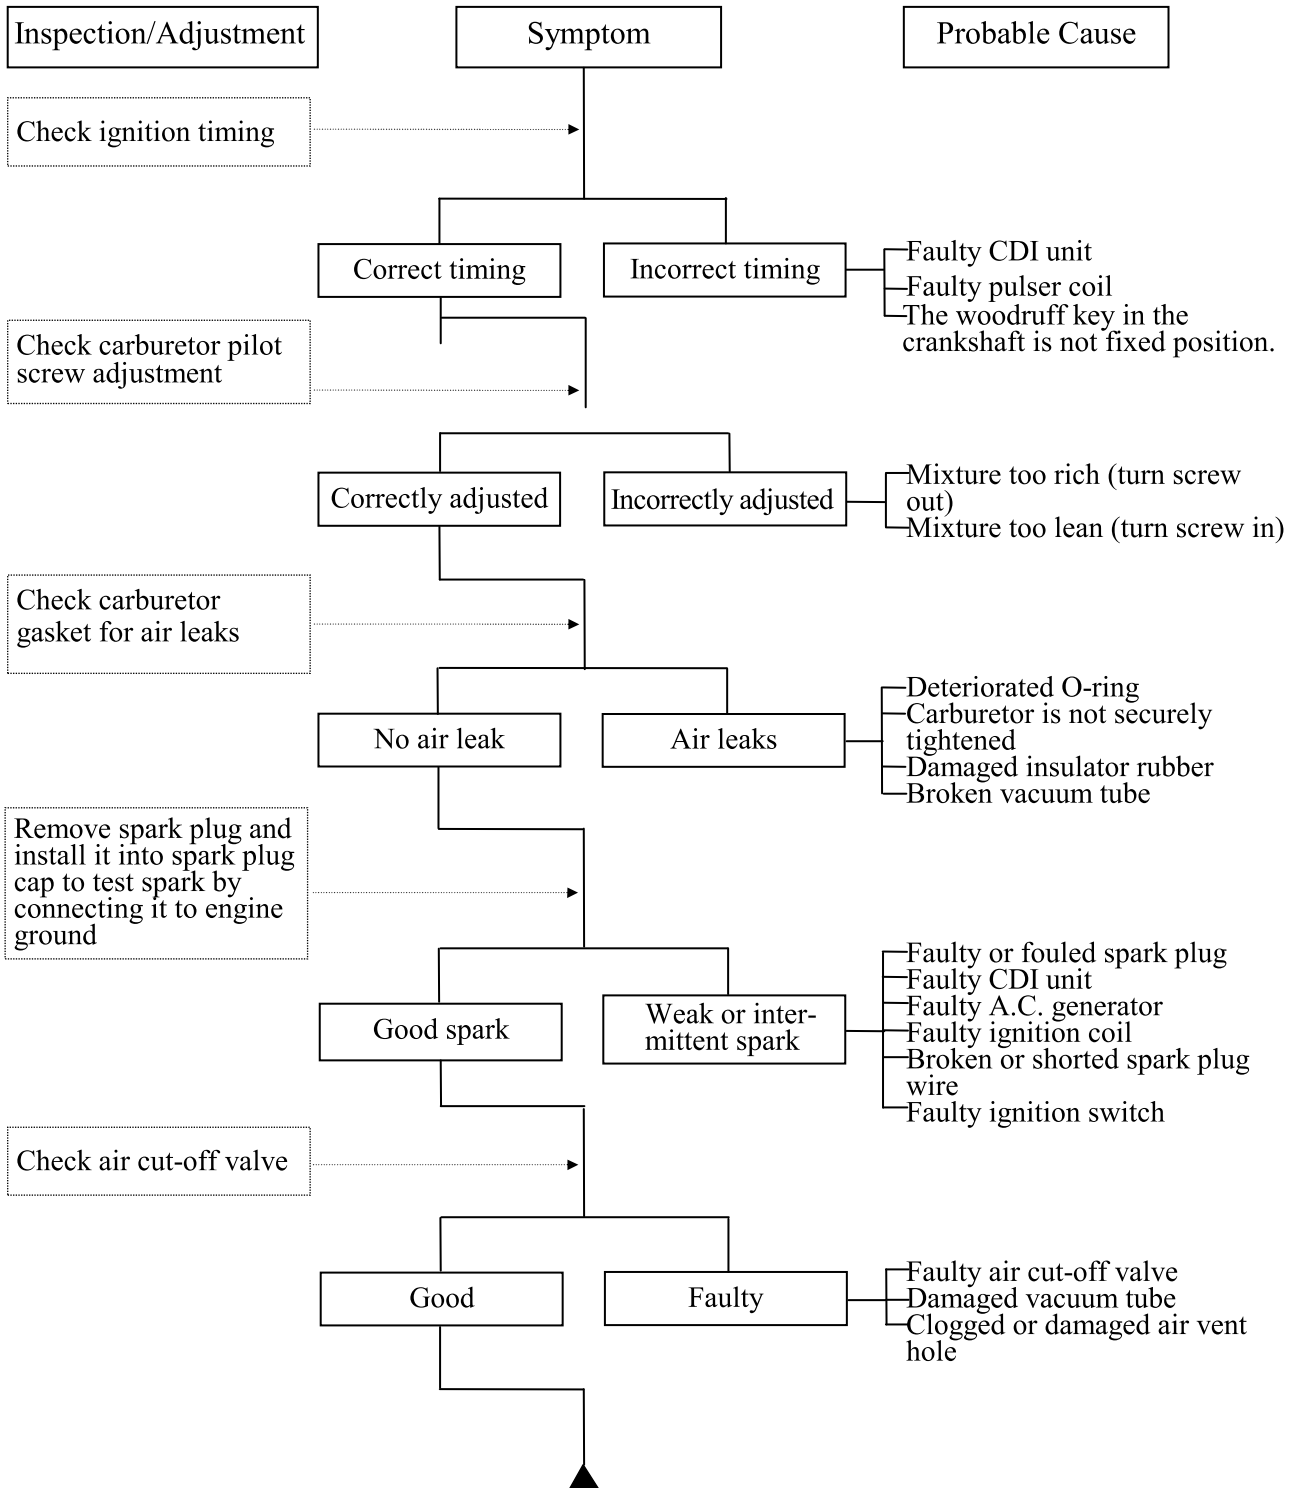 Inspection/Adjustment
Symptom
Probable Cause
Check ignition timing
Correct timing
Incorrect timing
Faulty CDI unit
Faulty pulser coil
The woodruff key in the
crankshaft is not fixed position.
Check carburetor pilot
screw adjustment
Correctly adjusted
Incorrectly adjusted
Mixture too rich (turn screw
out)
Mixture too lean (turn screw in)
Check carburetor
gasket for air leaks
No air leak
Air leaks
Deteriorated O-ring
Carburetor is not securely
tightened
Damaged insulator rubber
Broken vacuum tube
Remove spark plug and
install it into spark plug
cap to test spark by
connecting it to engine
ground
Good spark
Weak or inter-
mittent spark
Faulty or fouled spark plug
Faulty CDI unit
Faulty A.C. generator
Faulty ignition coil
Broken or shorted spark plug
wire
Faulty ignition switch
Check air cut-off valve
Good
Faulty
Faulty air cut-off valve
Damaged vacuum tube
Clogged or damaged air vent
hole